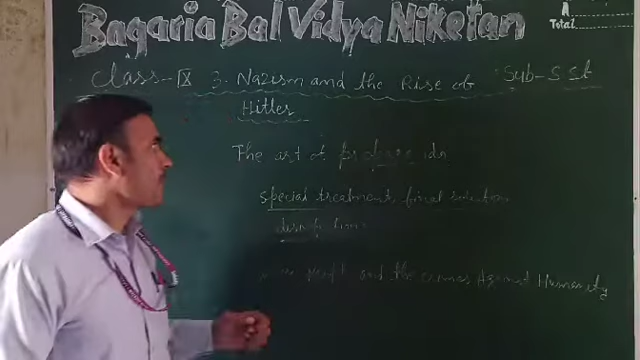 Bagaria Bal Vidya Niketan
A
Total
Class-IX 3. Nazism and the Rise of Sub-S.St
Hitler
The art of
special treatment, final solution
and the crimes Against Humanity